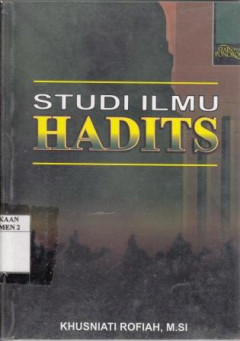 STUDI ILMU
HADITS
KAAN
MEN 2
KHUSNIATI ROFIAH, M.SI